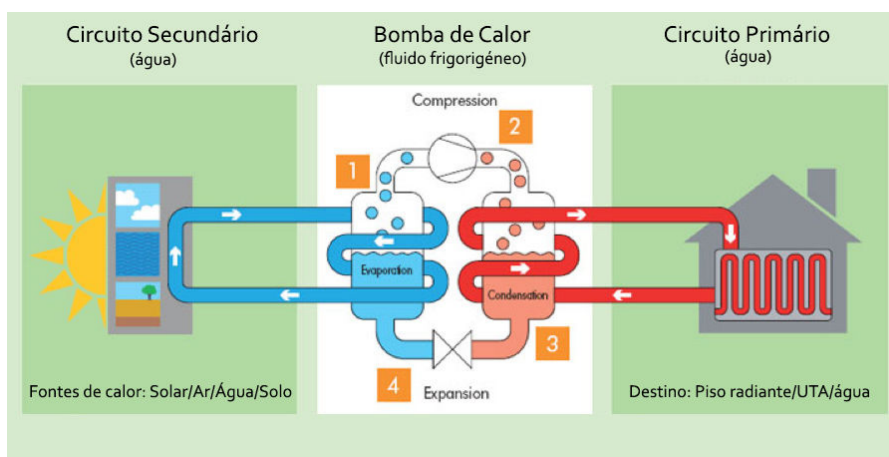 Circuito Secundário
(água)
Bomba de Calor
(fluido frigorigéneo)
Circuito Primário
(água)
Compression
2
1
Evaporation
Condensation
3
4
Expansion
Fontes de calor: Solar/Ar/Água/Solo
Destino: Piso radiante/UTA/água